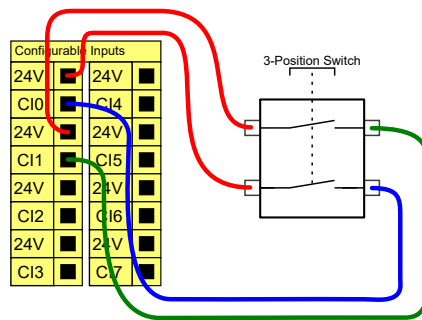 Configurable Inputs
3-Position Switch
24V 24V
CI0 CI4
24V 24V
CI1 CI5
24V 24V
CI2 CI6
24V 24V
CI3 CI7